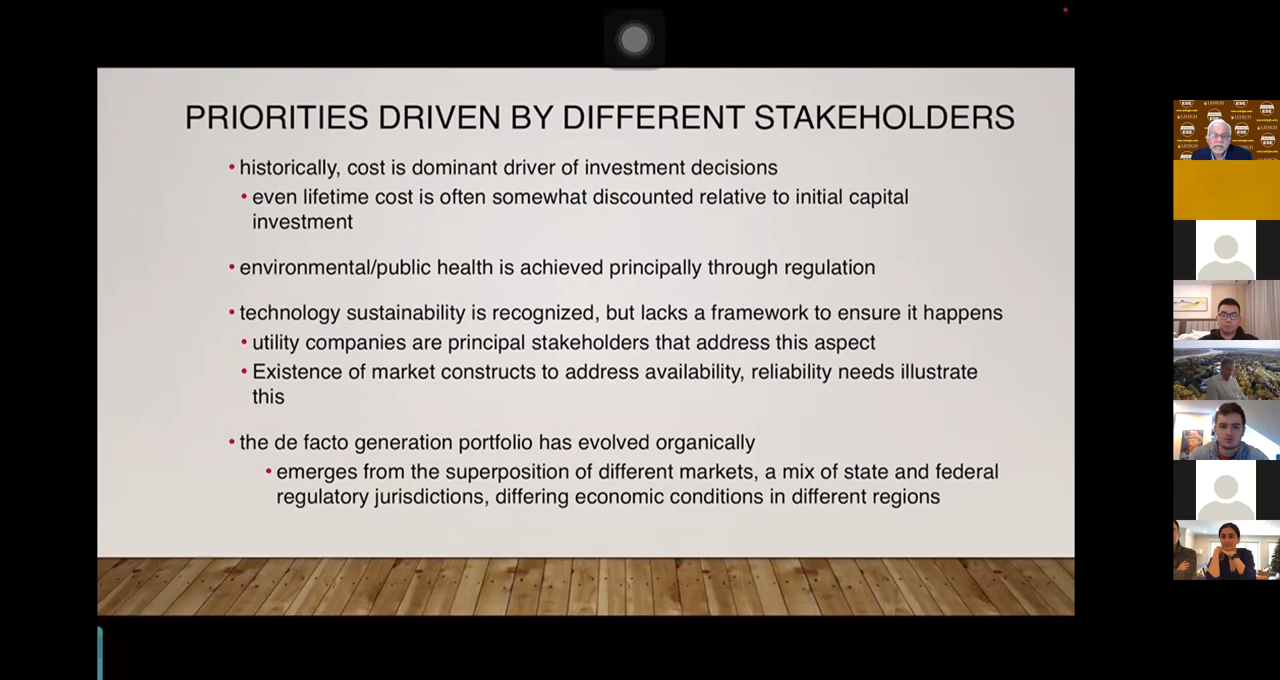 PRIORITIES DRIVEN BY DIFFERENT STAKEHOLDERS
• historically, cost is dominant driver of investment decisions
• even lifetime cost is often somewhat discounted relative to initial capital
investment
• environmental/public health is achieved principally through regulation
• technology sustainability is recognized, but lacks a framework to ensure it happens
• utility companies are principal stakeholders that address this aspect
• Existence of market constructs to address availability, reliability needs illustrate
this
• the de facto generation portfolio has evolved organically
• emerges from the superposition of different markets, a mix of state and federal
regulatory jurisdictions, differing economic conditions in different regions